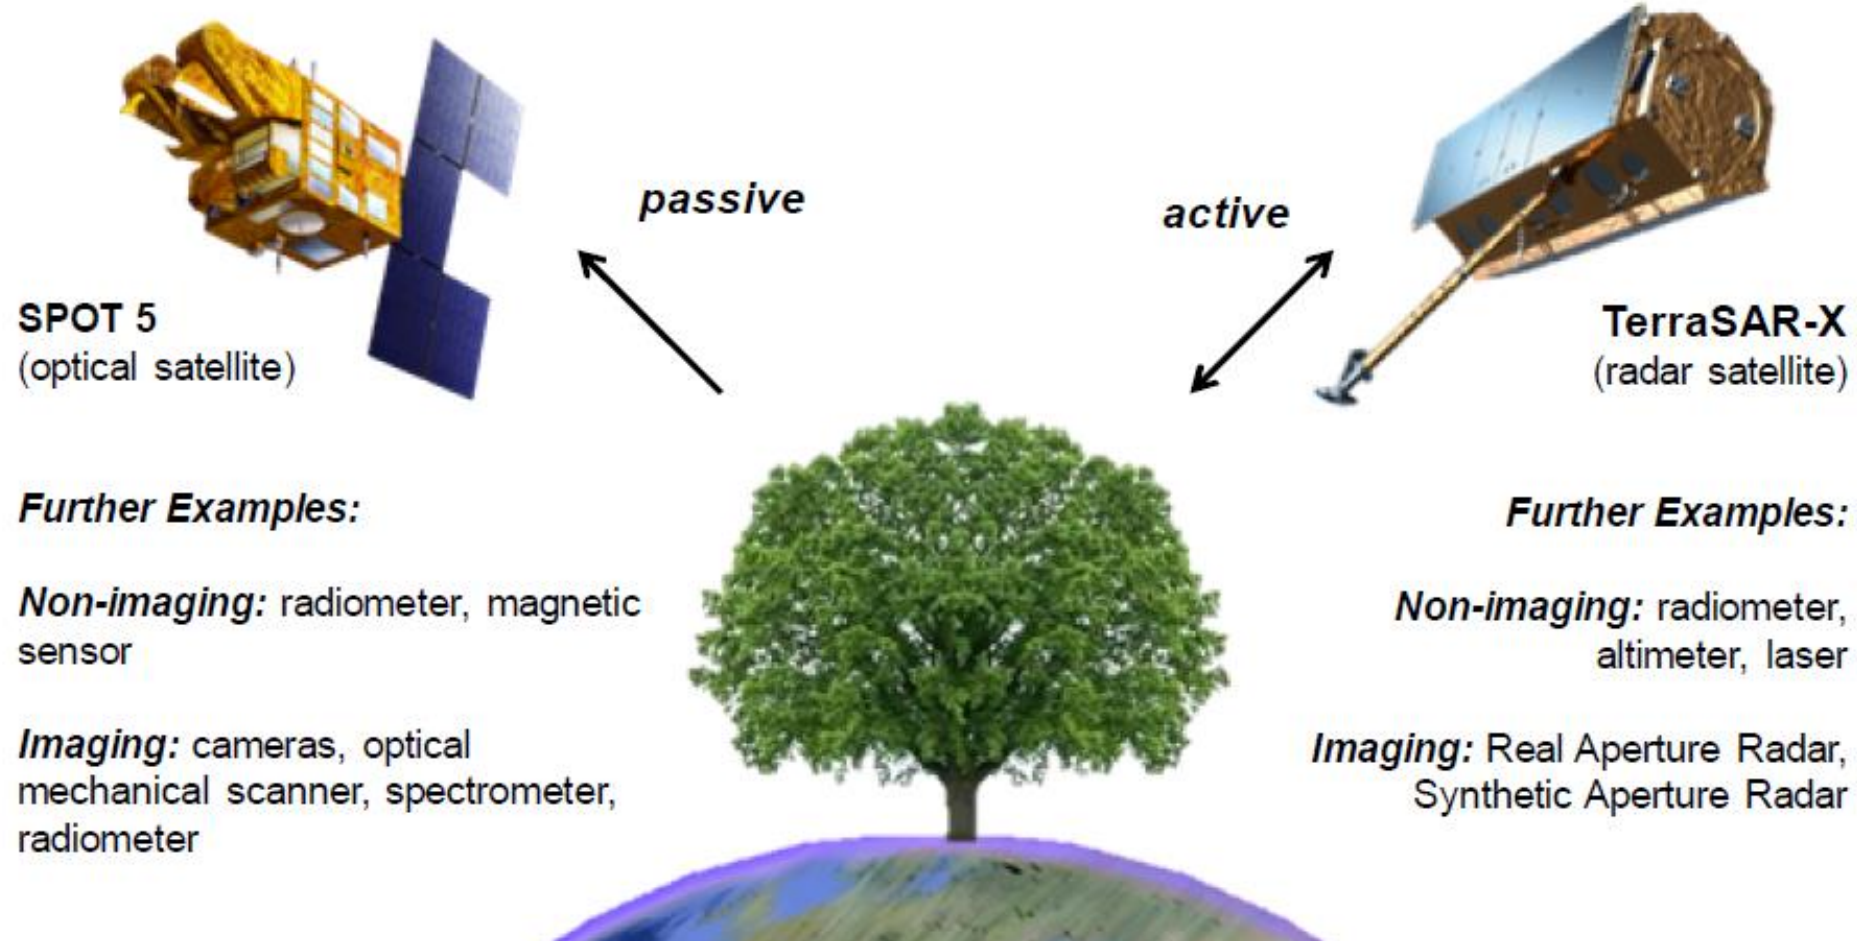 passive
active
SPOT 5
(optical satellite)
TerraSAR-X
(radar satellite)
Further Examples:
Non-imaging: radiometer, magnetic
sensor
Imaging: cameras, optical
mechanical scanner, spectrometer,
radiometer
Further Examples:
Non-imaging: radiometer,
altimeter, laser
Imaging: Real Aperture Radar,
Synthetic Aperture Radar